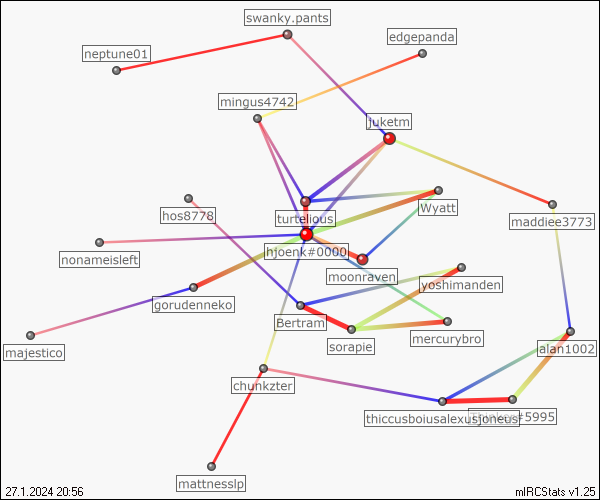 swanky.pants
edgepanda
neptune01
mingus4742
juketm
turtelious
Wyatt
hos8778
maddiee3773
hjoenk#0000
nonameisleft
moonraven
yoshimanden
gorudenneko
Bertram
mercurybro
majestico
sorapie
alan1002
chunkzter
thiccusboiusalexusjoneus
#5995
mattnesslp
27.1.2024 20:56
mIRCStats v1.25